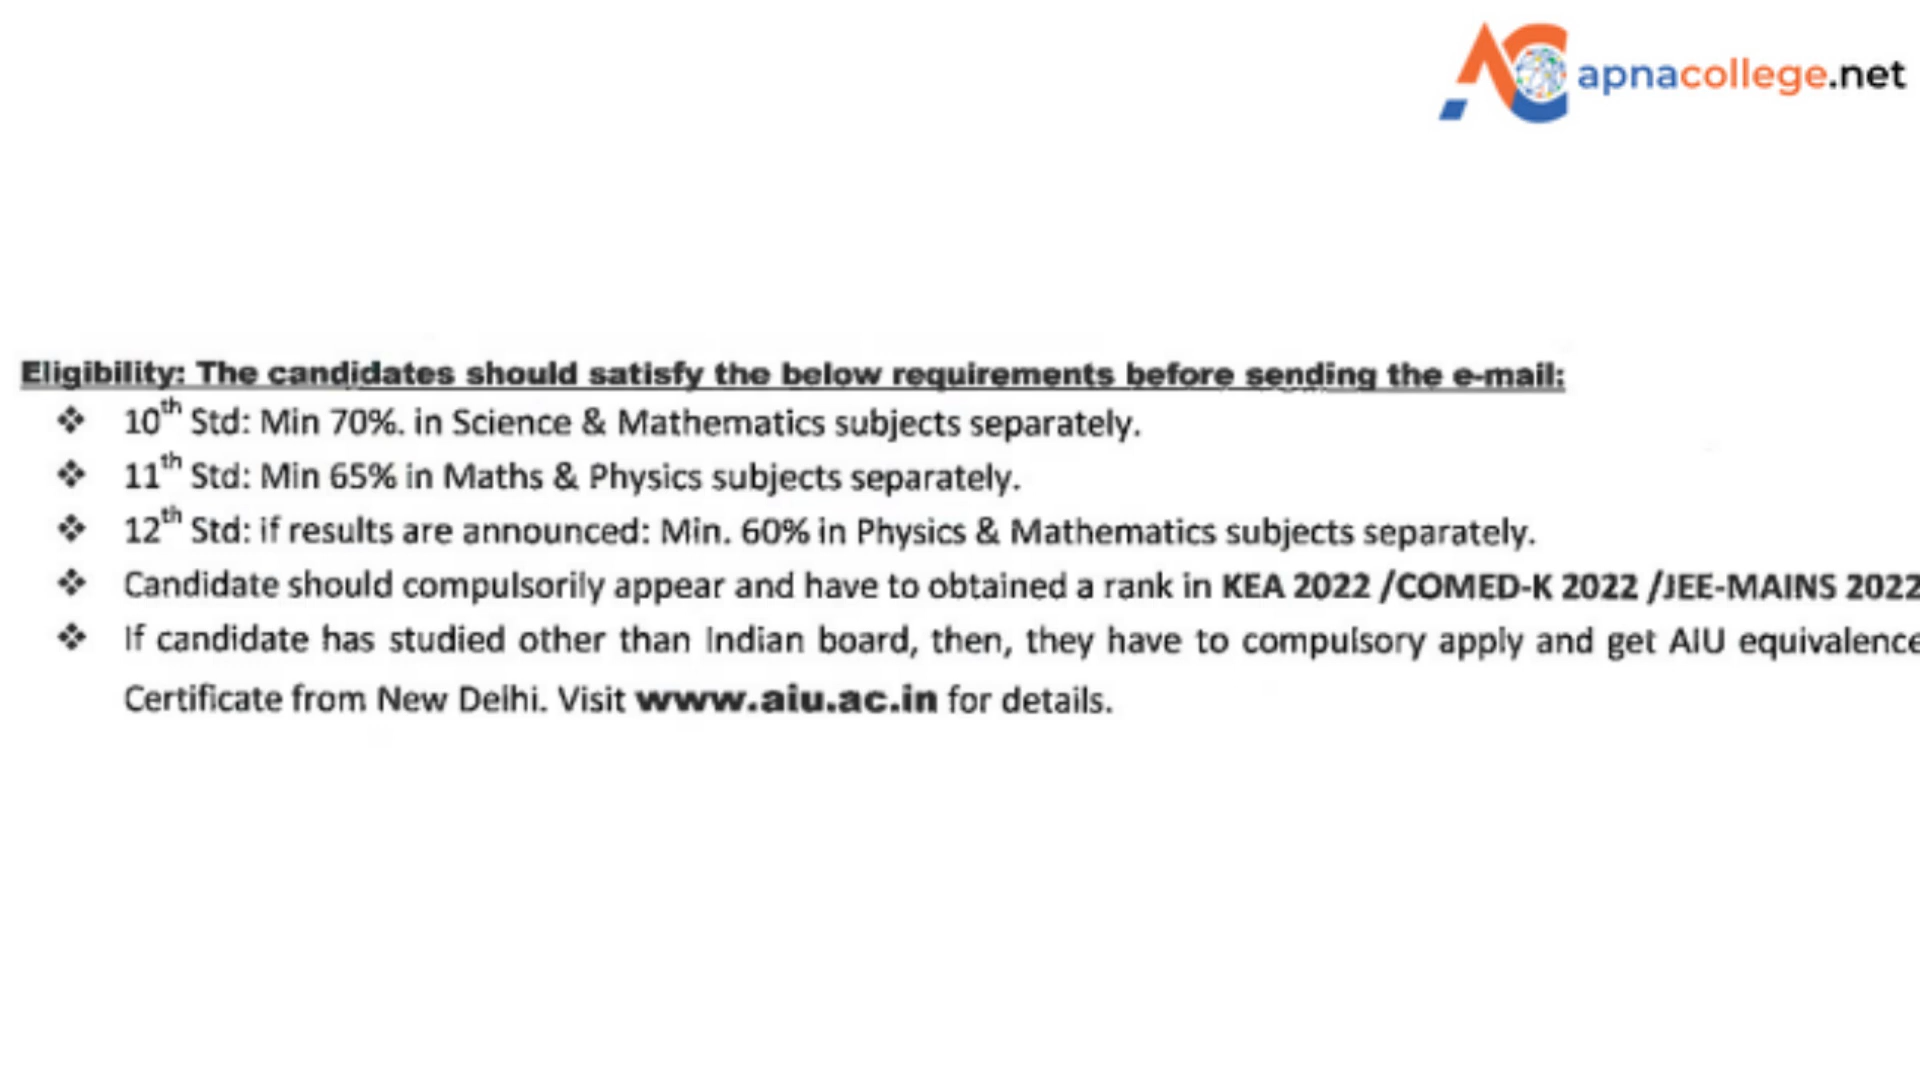 apnacollege.net
Eligibility: The candidates should satisfy the below requirements before sending the e-mail:
❖ 10th Std: Min 70%. in Science & Mathematics subjects separately.
❖ 11th Std: Min 65% in Maths & Physics subjects separately.
❖ 12th Std: if results are announced: Min. 60% in Physics & Mathematics subjects separately.
❖ Candidate should compulsorily appear and have to obtained a rank in KEA 2022 /COMED-K 2022 /JEE-MAINS 2022
❖ If candidate has studied other than Indian board, then, they have to compulsory apply and get AIU equivalence
Certificate from New Delhi. Visit www.aiu.ac.in for details.